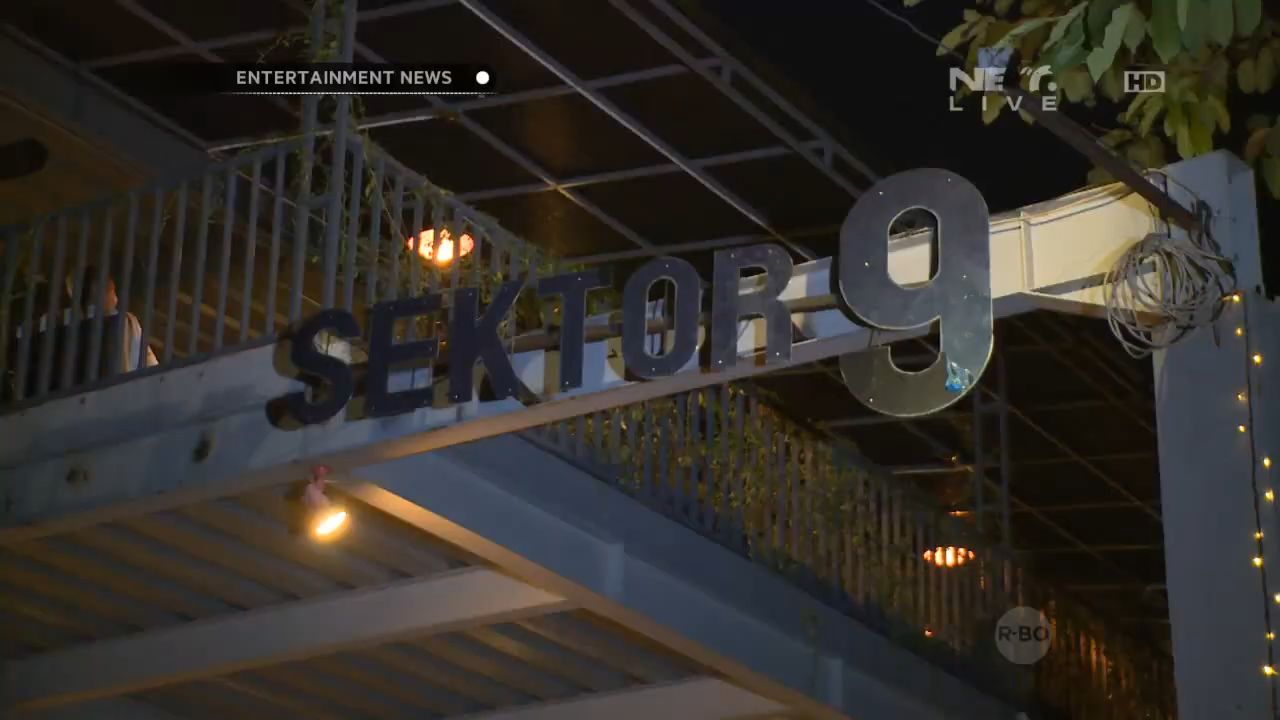 ENTERTAINMENT NEWS
NET.
LIVE
HD
SEKTOR 9
R-BO